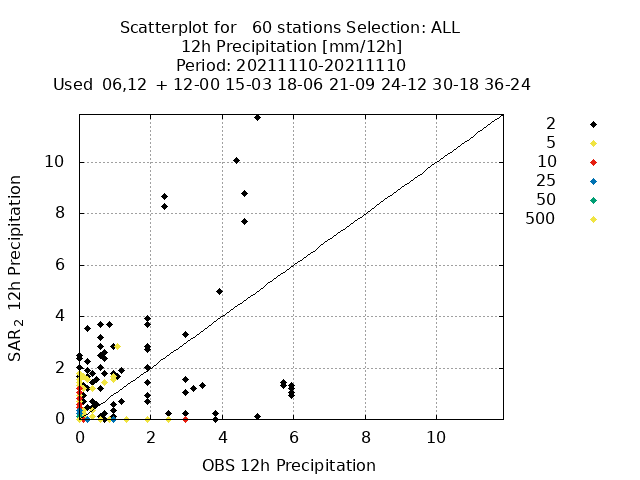 Scatterplot for   60 stations Selection: ALL
12h Precipitation [mm/12h]
Period: 20211110-20211110
Used  06,12  + 12-00 15-03 18-06 21-09 24-12 30-18 36-24
2
5
10
25
50
500
10
8
6
4
2
0
0 2 4 6 8 10
SAR2 12h Precipitation
OBS 12h Precipitation